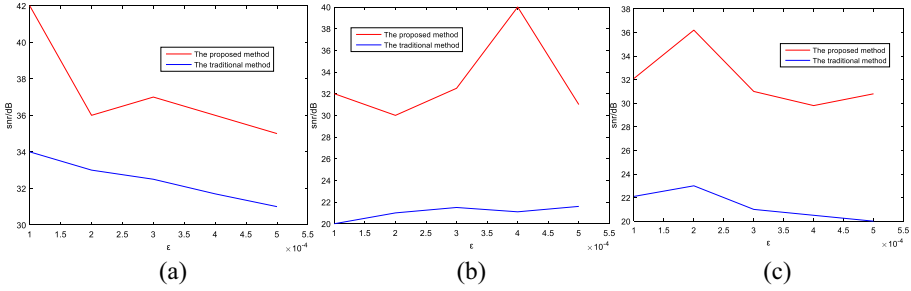 42
40
38
36
34
32
30
snr/dB
The proposed method
The traditional method
1 1.5 2 2.5 3 3.5 4 4.5 5 5.5
ε
×10⁻⁴
(a)
40
38
36
34
32
30
28
26
24
22
20
snr/dB
The proposed method
The traditional method
1 1.5 2 2.5 3 3.5 4 4.5 5 5.5
ε
×10⁻⁴
(b)
38
36
34
32
30
28
26
24
22
20
snr/dB
The proposed method
The traditional method
1 1.5 2 2.5 3 3.5 4 4.5 5 5.5
ε
×10⁻⁴
(c)